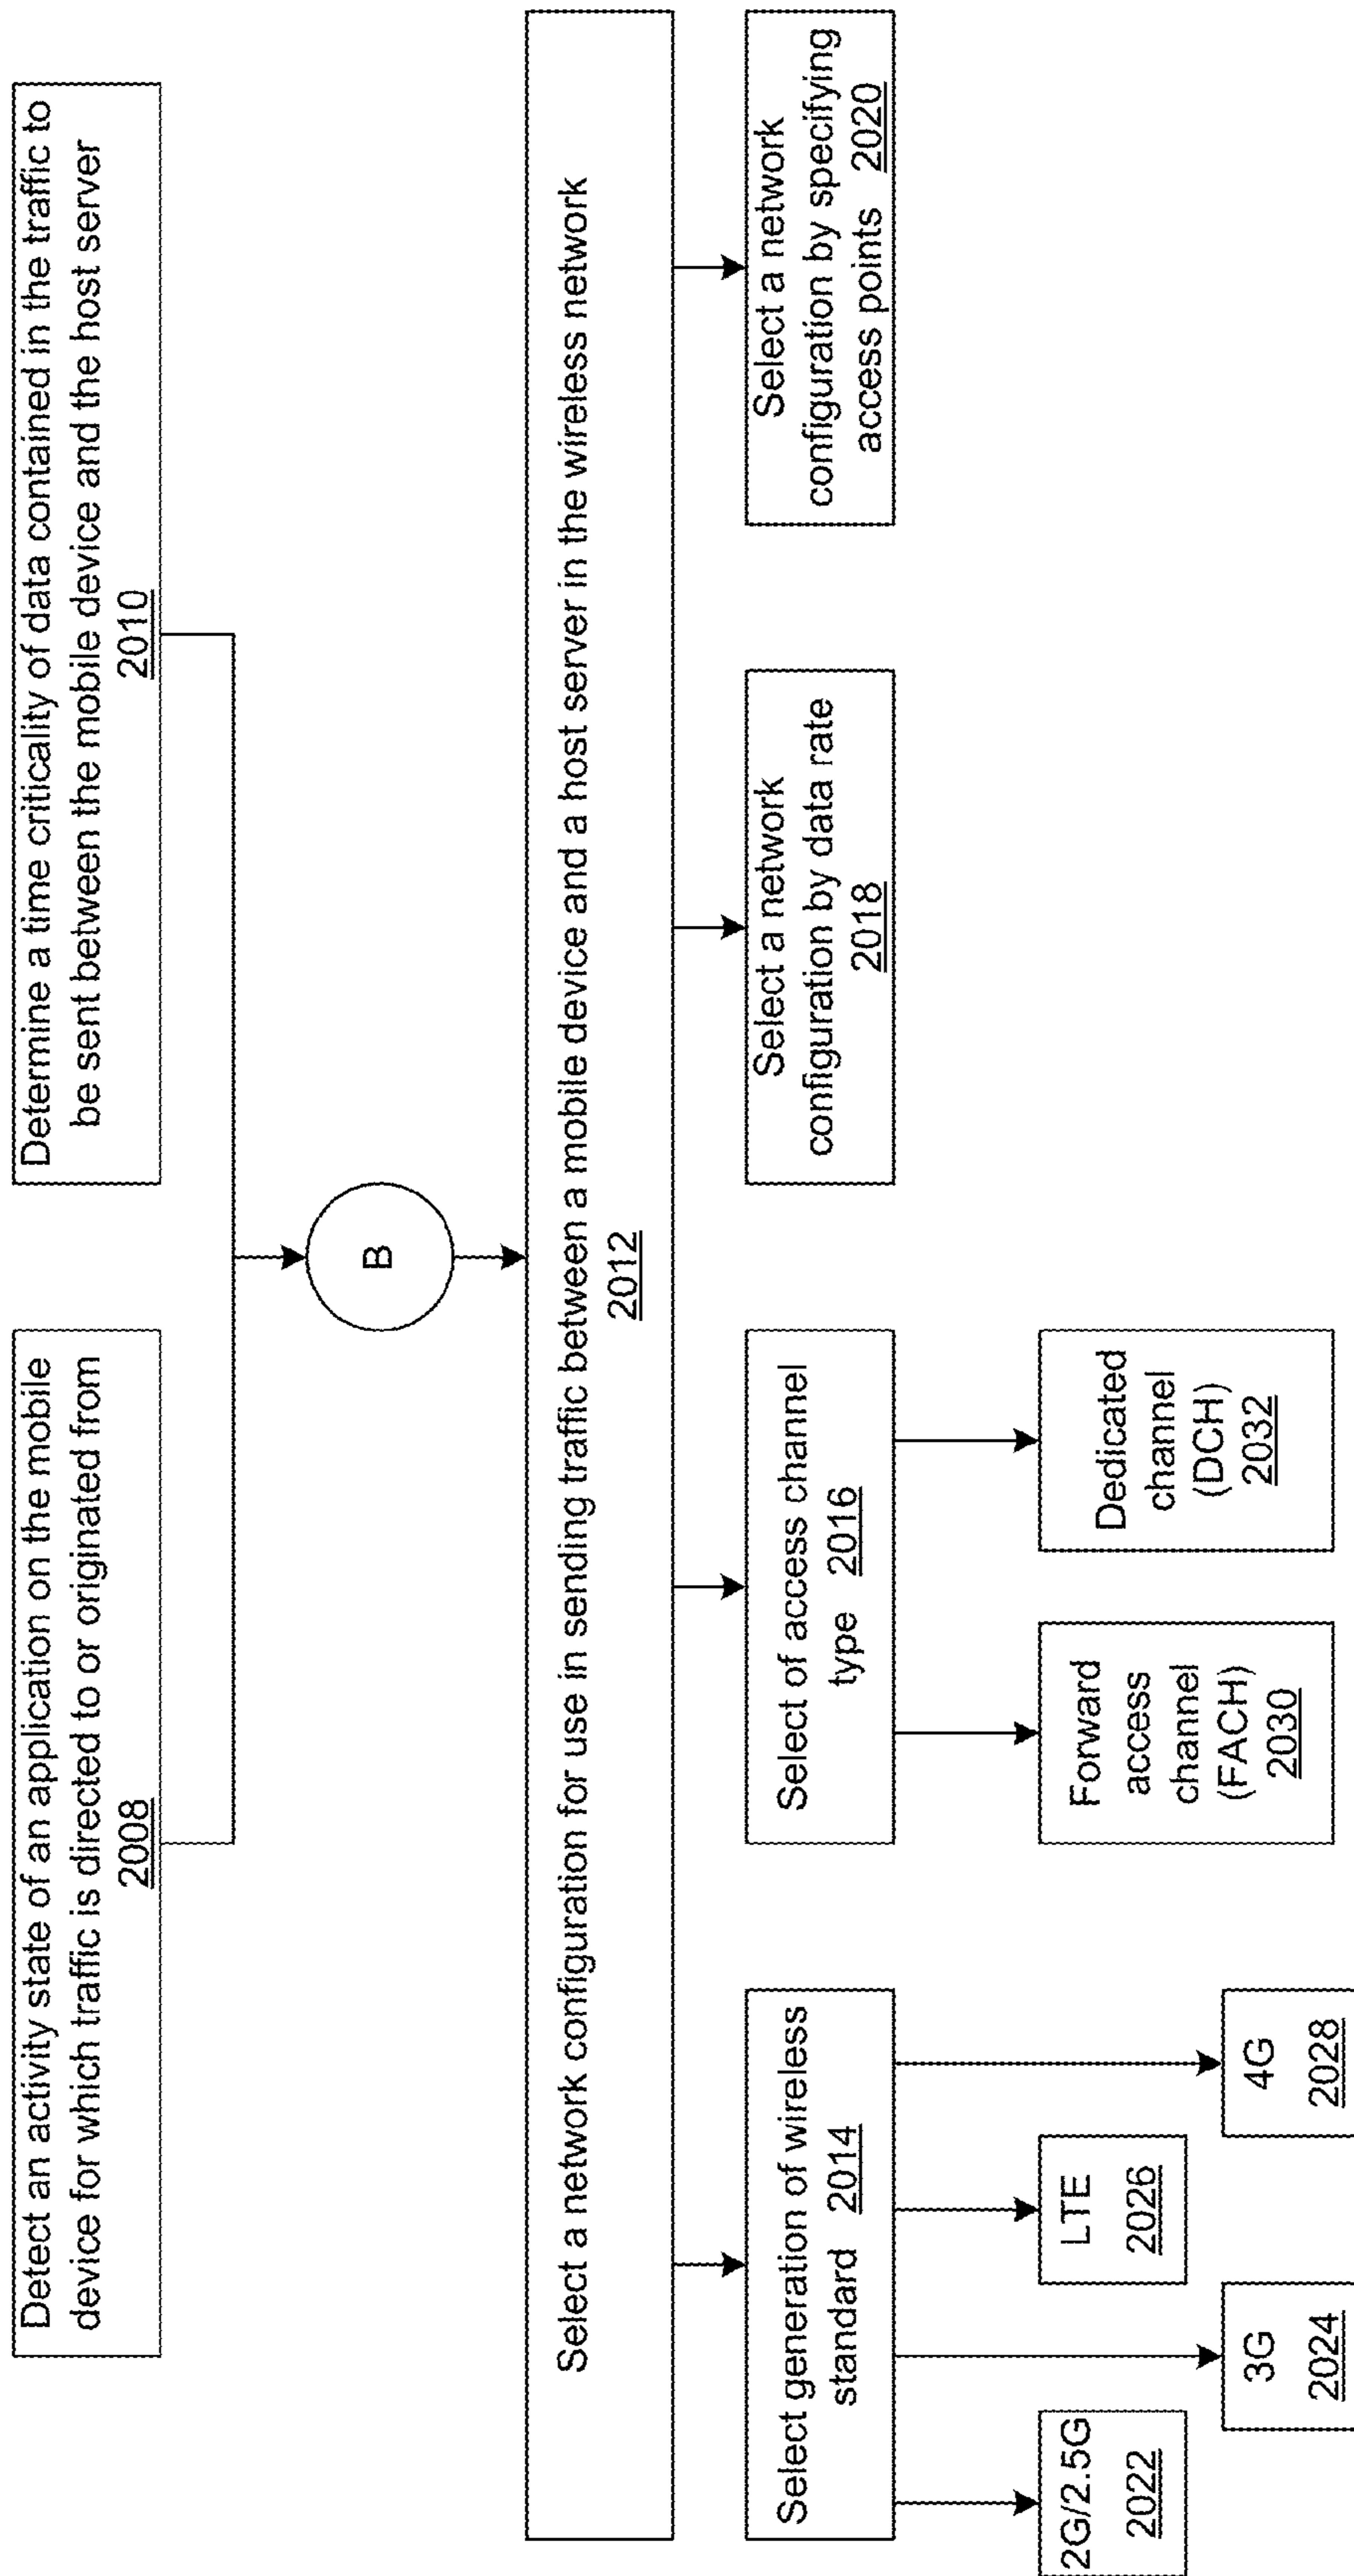 Detect an activity state of an application on the mobile
device for which traffic is directed to or originated from
2008
Determine a time criticality of data contained in the traffic to
be sent between the mobile device and the host server
2010
B
Select a network configuration for use in sending traffic between a mobile device and a host server in the wireless network
2012
Select generation of wireless
standard 2014
Select of access channel
type 2016
Select a network
configuration by data rate
2018
Select a network
configuration by specifying
access points 2020
2G/2.5G
2022
3G
2024
LTE
2026
4G
2028
Forward
access
channel
(FACH)
2030
Dedicated
channel
(DCH)
2032